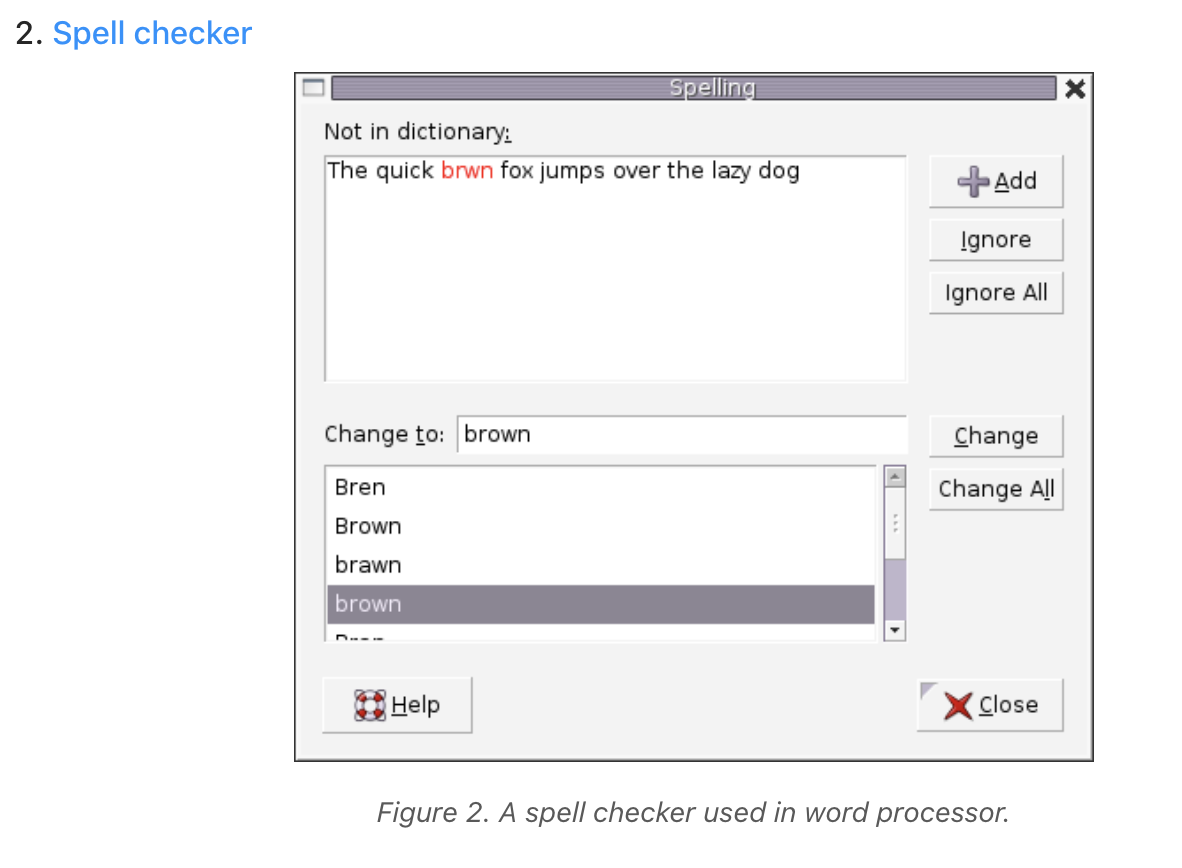 2. Spell checker
Spelling
Not in dictionary:
The quick brwn fox jumps over the lazy dog
Add
Ignore
Ignore All
Change to: brown
Change
Change All
Bren
Brown
brawn
brown
Help
Close
Figure 2. A spell checker used in word processor.